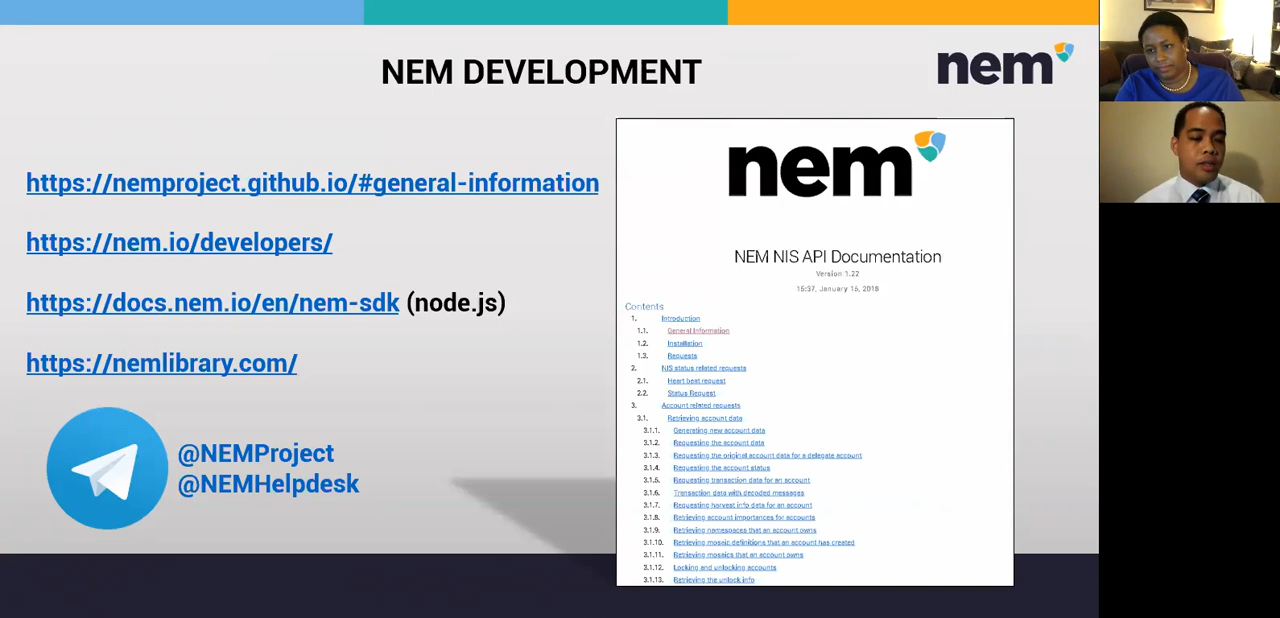 NEM DEVELOPMENT
nem
https://nemproject.github.io/#general-information
https://nem.io/developers/
https://docs.nem.io/en/nem-sdk (node.js)
https://nemlibrary.com/
@NEMProject
@NEMHelpdesk
nem
NEM NIS API Documentation
Version 1.22
15:37, January 16, 2018
Contents
1. Introduction
1.1. General Information
1.2. Installation
1.3. Requests
2. NIS status related requests
2.1. Heart beat request
2.2. Status Request
3. Account related requests
3.1. Retrieving account data
3.1.1. Generating new account data
3.1.2. Requesting the account data
3.1.3. Requesting the original account data for a delegate account
3.1.4. Requesting the account status
3.1.5. Requesting transaction data for an account
3.1.6. Transaction data with decoded messages
3.1.7. Requesting harvest info data for an account
3.1.8. Retrieving account importances for accounts
3.1.9. Retrieving namespaces that an account owns
3.1.10. Retrieving mosaic definitions that an account has created
3.1.11. Retrieving mosaics that an account owns
3.1.12. Locking and unlocking accounts
3.1.13. Retrieving the unlock info